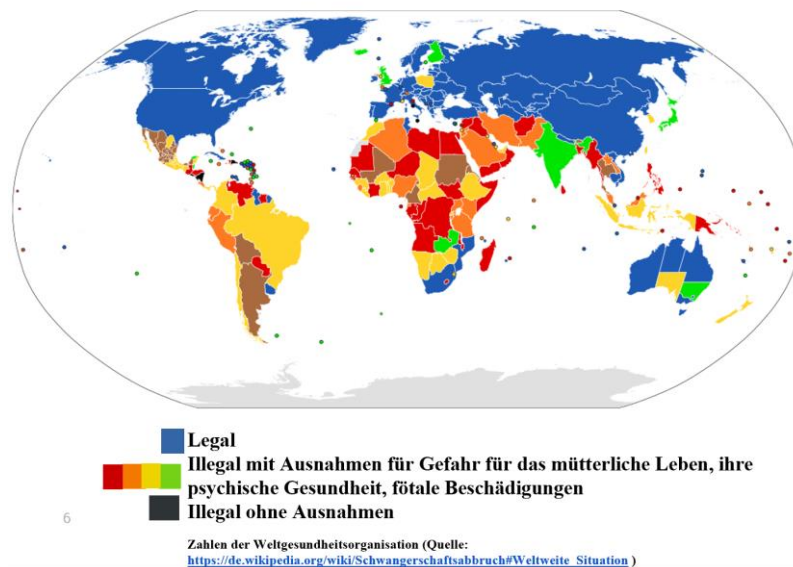 Legal
Illegal mit Ausnahmen für Gefahr für das mütterliche Leben, ihre
psychische Gesundheit, fötale Beschädigungen
Illegal ohne Ausnahmen
6
Zahlen der Weltgesundheitsorganisation (Quelle:
https://de.wikipedia.org/wiki/Schwangerschaftsabbruch#Weltweite_Situation )